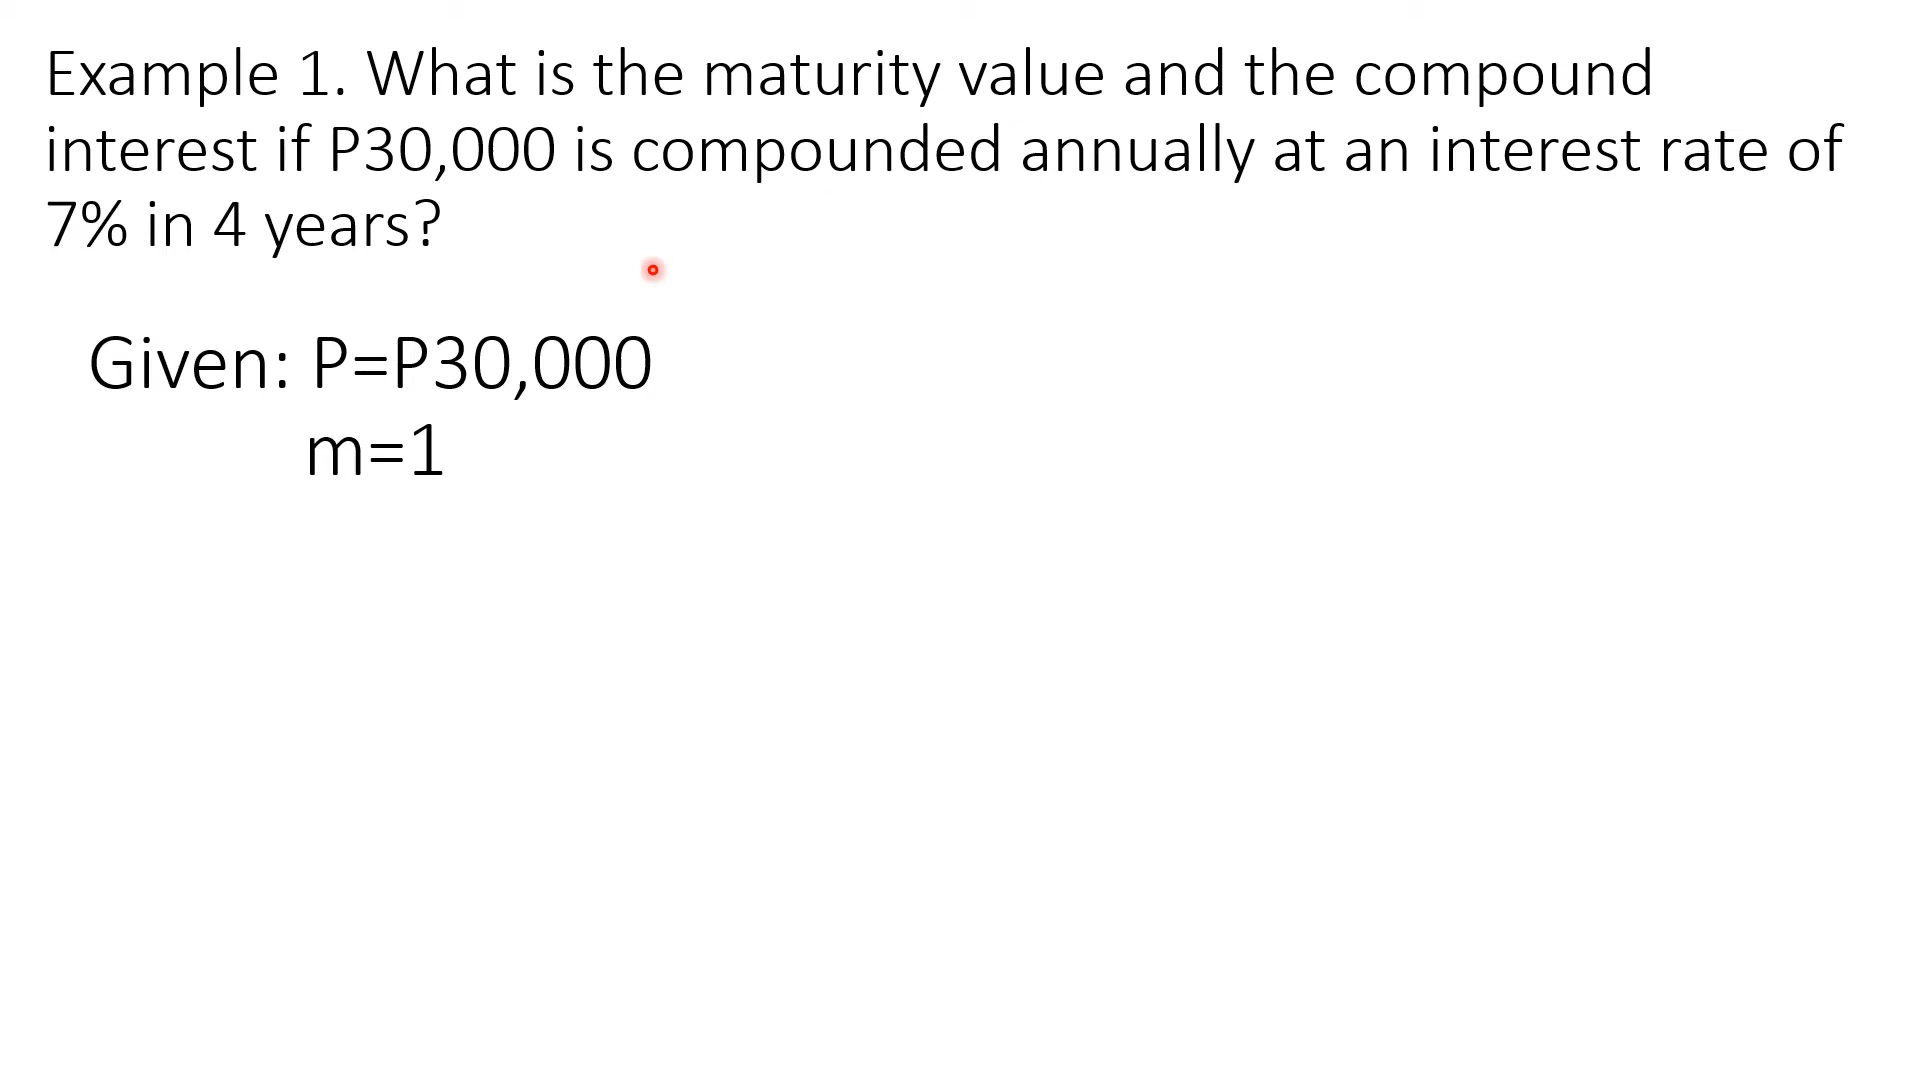 Example 1. What is the maturity value and the compound
interest if P30,000 is compounded annually at an interest rate of
7% in 4 years?
Given: P=P30,000
m=1